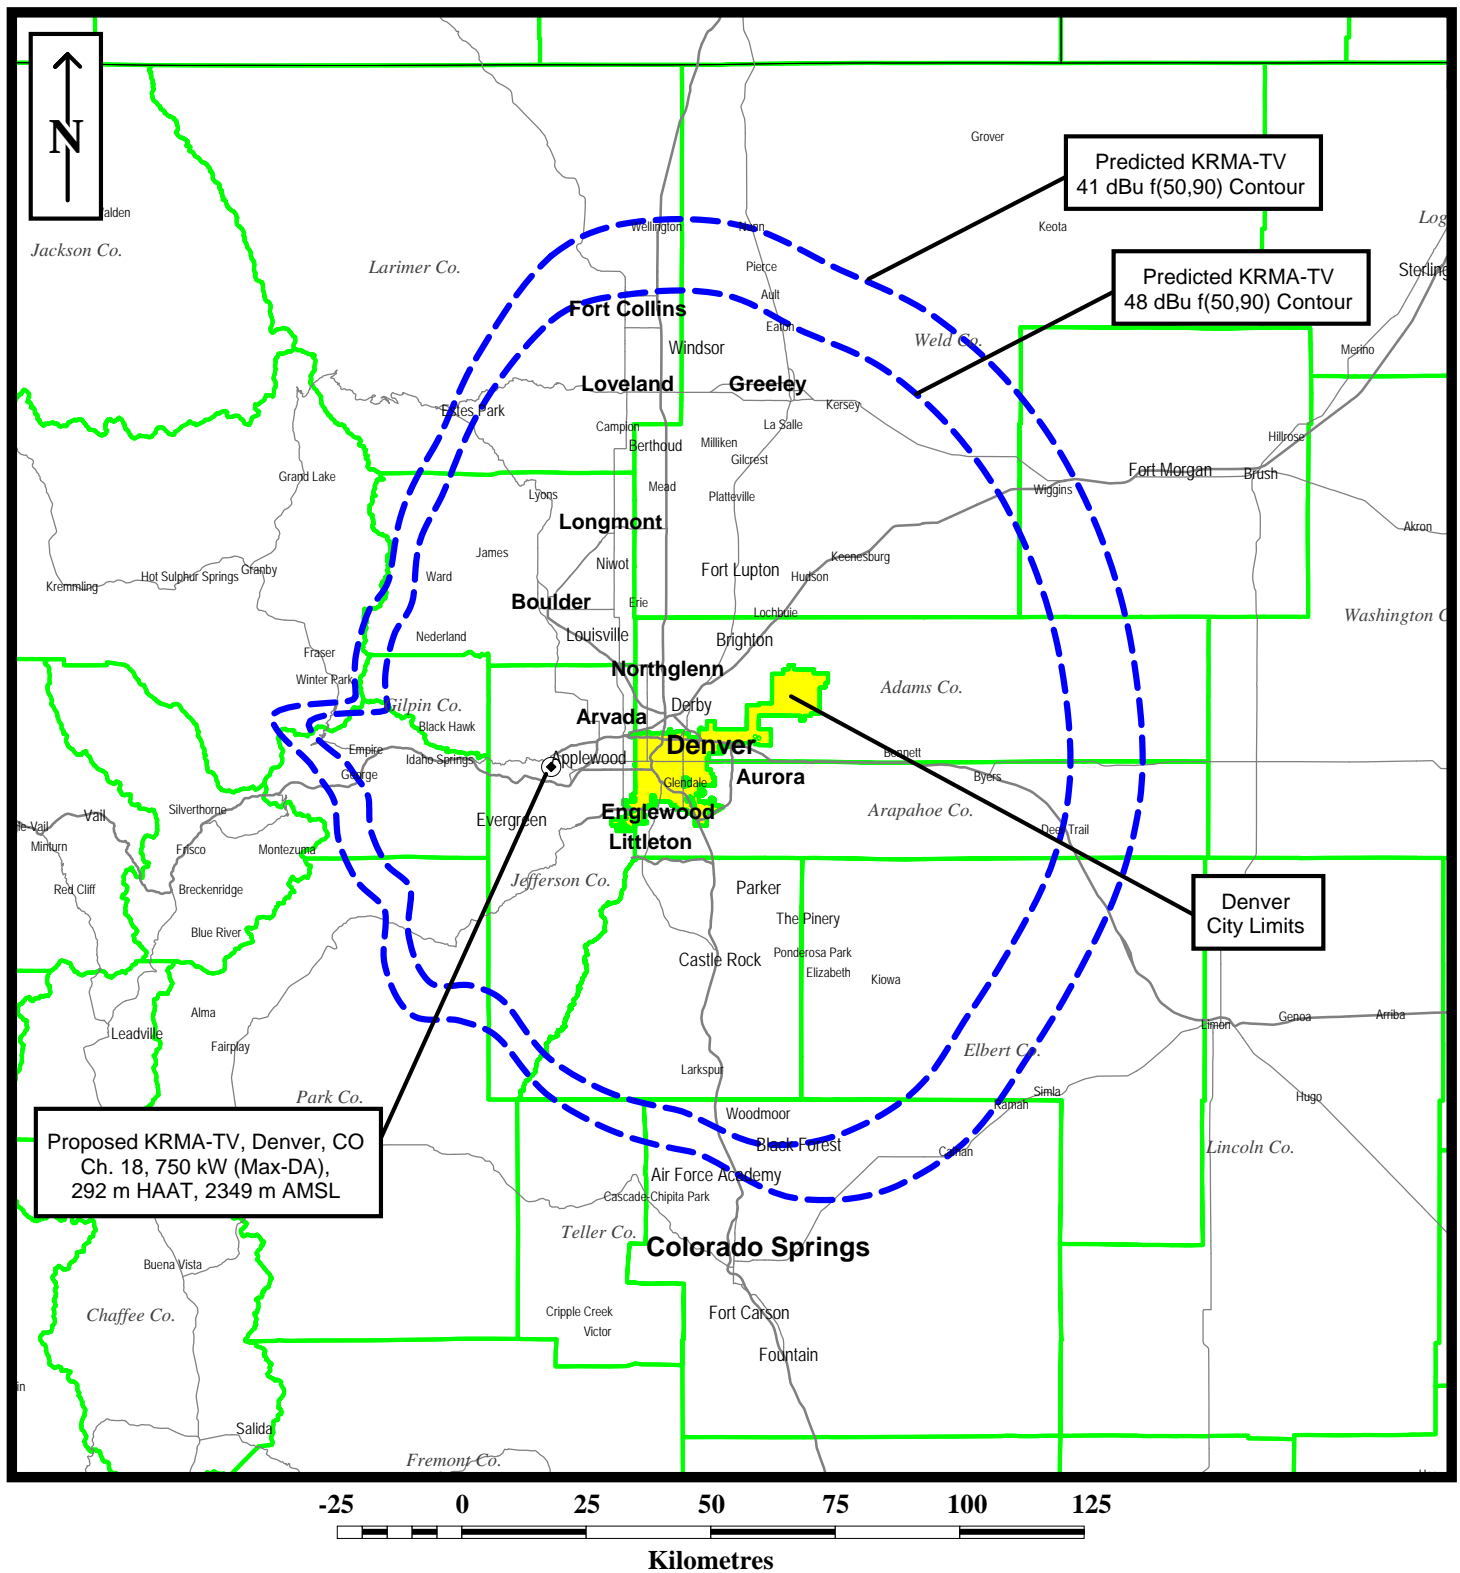 N
Grover
Predicted KRMA-TV
41 dBu f(50,90) Contour
Jackson Co.
Larimer Co.
Wellington
Nunn
Keota
Pierce
Predicted KRMA-TV
48 dBu f(50,90) Contour
Ault
Fort Collins
Eaton
Weld Co.
Windsor
Merino
Loveland
Greeley
Estes Park
Kersey
Campion
La Salle
Berthoud
Milliken
Hillrose
Gilcrest
Grand Lake
Fort Morgan
Brush
Mead
Wiggins
Lyons
Platteville
Longmont
Akron
James
Keenesburg
Niwot
Granby
Hot Sulphur Springs
Ward
Fort Lupton
Hudson
Kremmling
Boulder
Erie
Lochbuie
Nederland
Louisville
Brighton
Fraser
Northglenn
Winter Park
Adams Co.
Gilpin Co.
Derby
Arvada
Black Hawk
Empire
Denver
Bennett
Idaho Springs
Applewood
George
Glendale
Aurora
Byers
Silverthorne
Vail
Evergreen
Englewood
Arapahoe Co.
Deer Trail
Minturn
Frisco
Montezuma
Littleton
Red Cliff
Breckenridge
Jefferson Co.
Parker
Denver
City Limits
The Pinery
Blue River
Castle Rock
Ponderosa Park
Elizabeth
Kiowa
Alma
Leadville
Limon
Genoa
Arriba
Fairplay
Elbert Co.
Larkspur
Park Co.
Simla
Ramah
Hugo
Woodmoor
Proposed KRMA-TV, Denver, CO
Ch. 18, 750 kW (Max-DA),
292 m HAAT, 2349 m AMSL
Black Forest
Calhan
Lincoln Co.
Air Force Academy
Cascade-Chipita Park
Teller Co.
Colorado Springs
Buena Vista
Chaffee Co.
Cripple Creek
Fort Carson
Victor
Fountain
Salida
Fremont Co.
-25 0 25 50 75 100 125
Kilometres